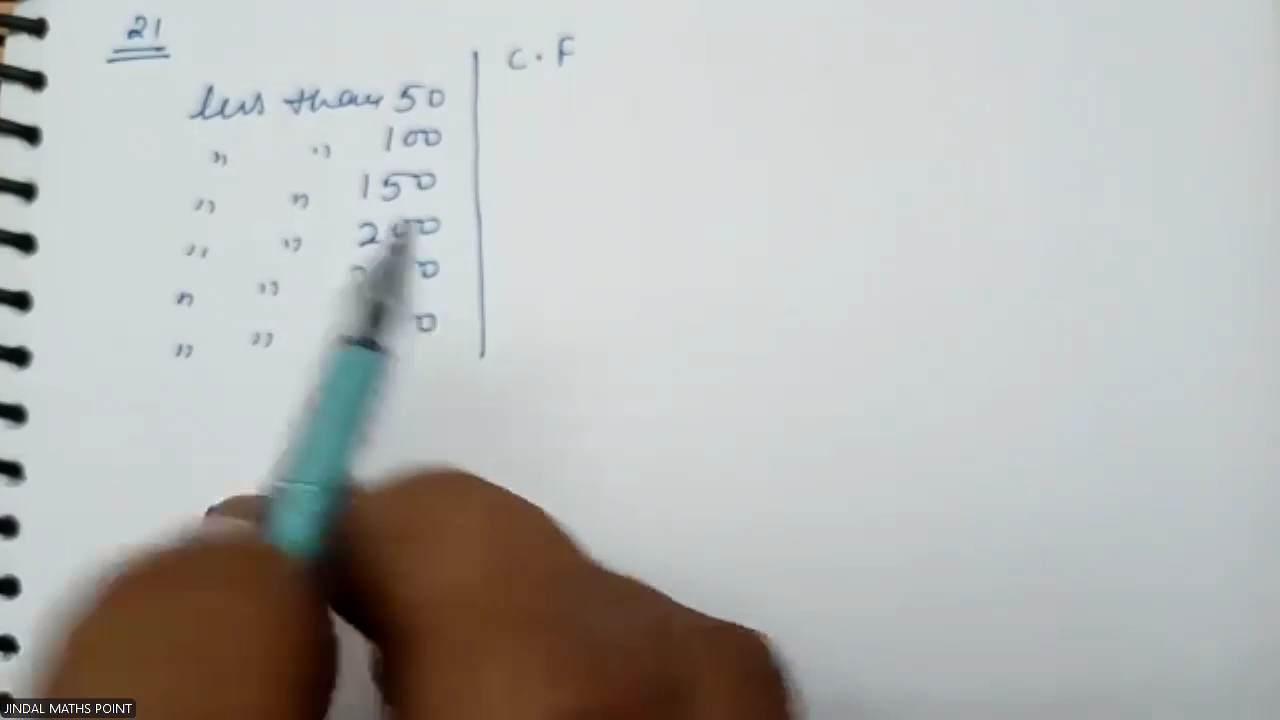 21
C.F
less than 50
" " 100
" " 150
" " 200
" "
" "
JINDAL MATHS POINT